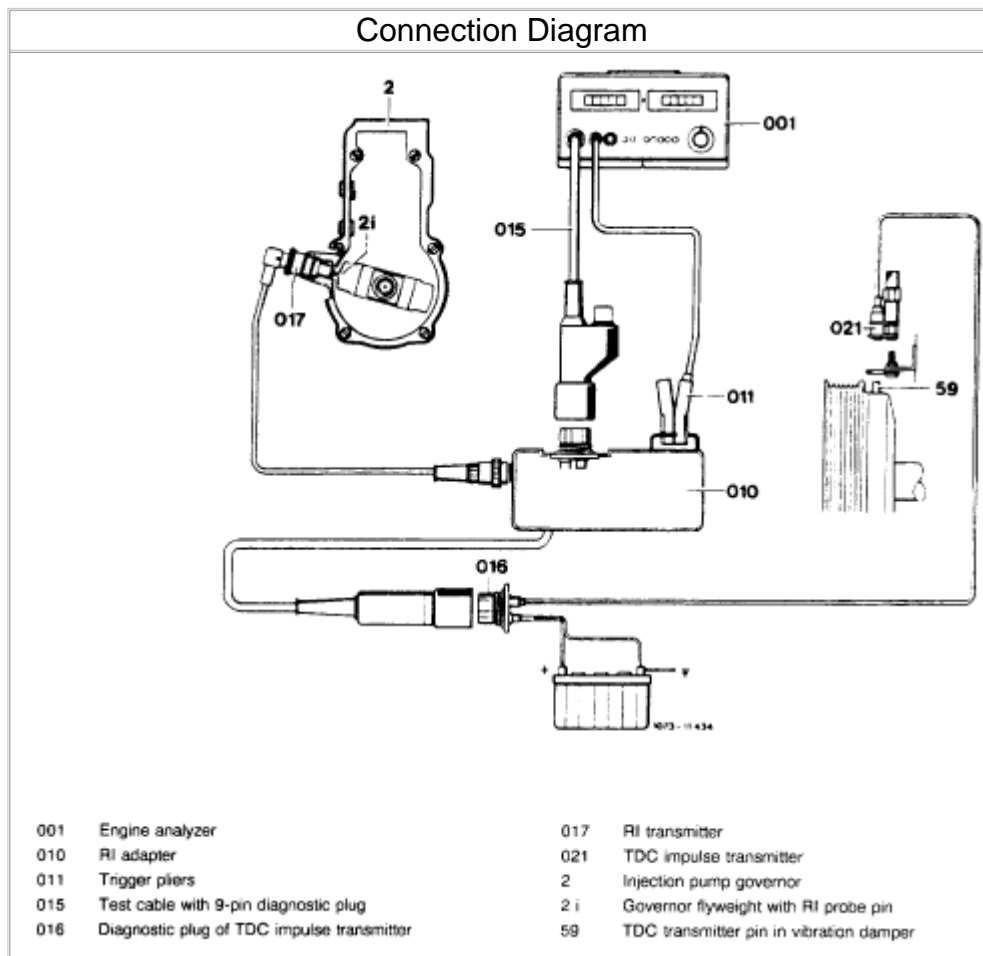 Connection Diagram
2
001
2i
015
017
021
59
011
010
016
+
1073-11434
001 Engine analyzer
010 RI adapter
011 Trigger pliers
015 Test cable with 9-pin diagnostic plug
016 Diagnostic plug of TDC impulse transmitter
017 RI transmitter
021 TDC impulse transmitter
2 Injection pump governor
2 i Governor flyweight with RI probe pin
59 TDC transmitter pin in vibration damper